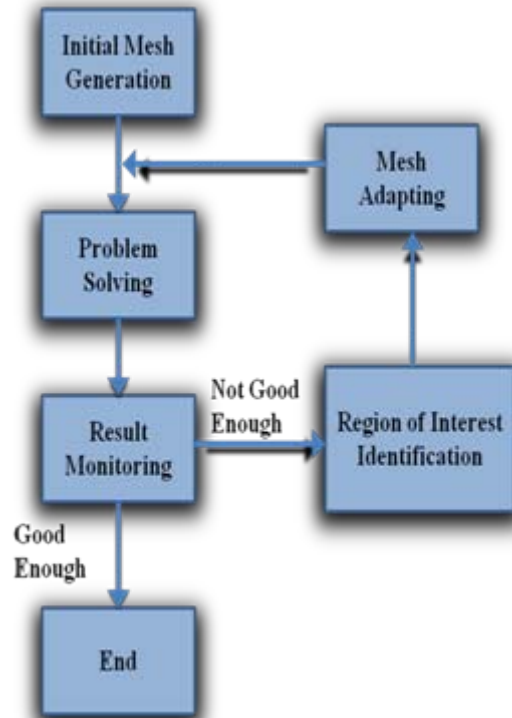 Initial Mesh
Generation
Mesh
Adapting
Problem
Solving
Not Good
Enough
Result
Monitoring
Region of Interest
Identification
Good
Enough
End